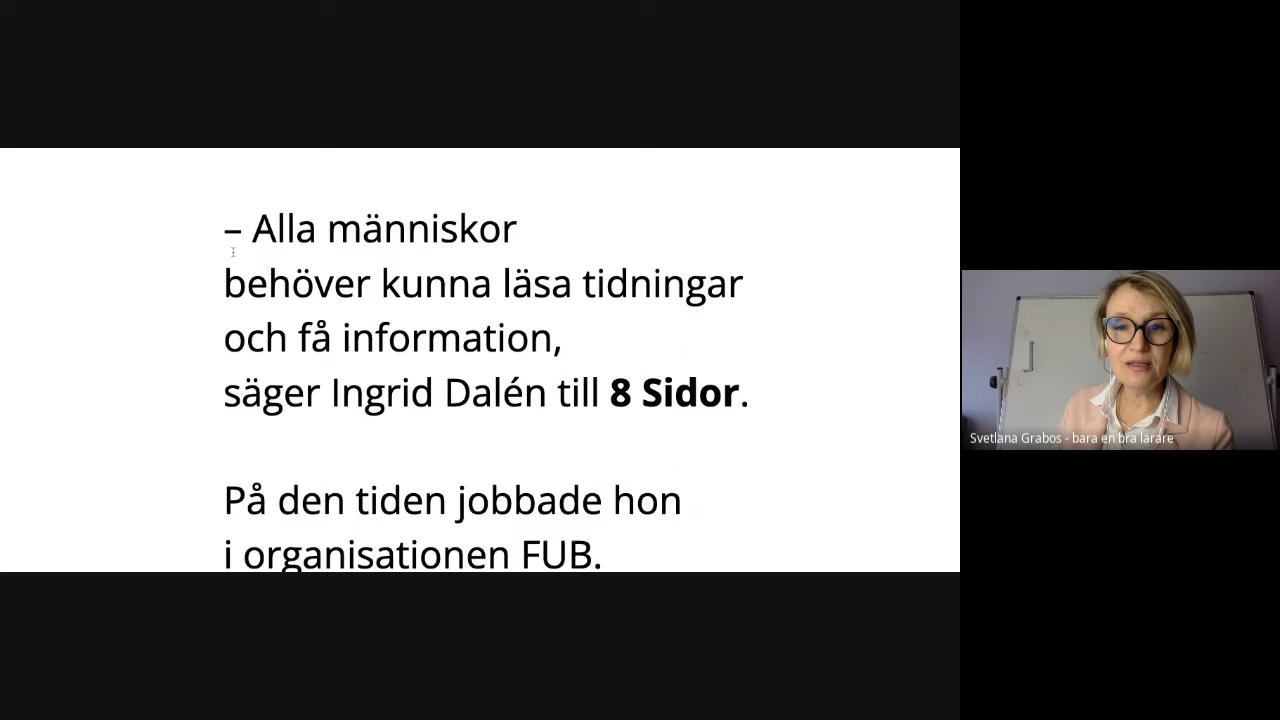 – Alla människor
behöver kunna läsa tidningar
och få information,
säger Ingrid Dalén till 8 Sidor.
På den tiden jobbade hon
i organisationen FUB.
Svetlana Grabos - bara en bra lärare